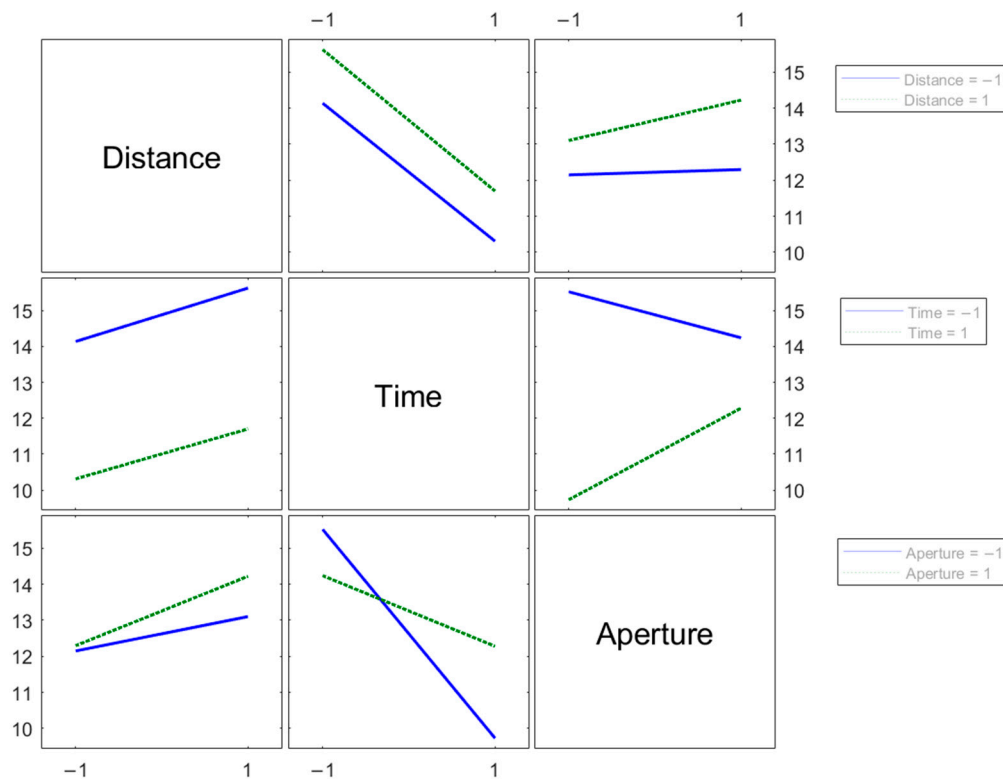 −1 1 −1 1
Distance
15
14
13
12
11
10
Distance = −1
Distance = 1
15
14
13
12
11
10
Time
15
14
13
12
11
10
Time = −1
Time = 1
15
14
13
12
11
10
Aperture
Aperture = −1
Aperture = 1
−1 1 −1 1